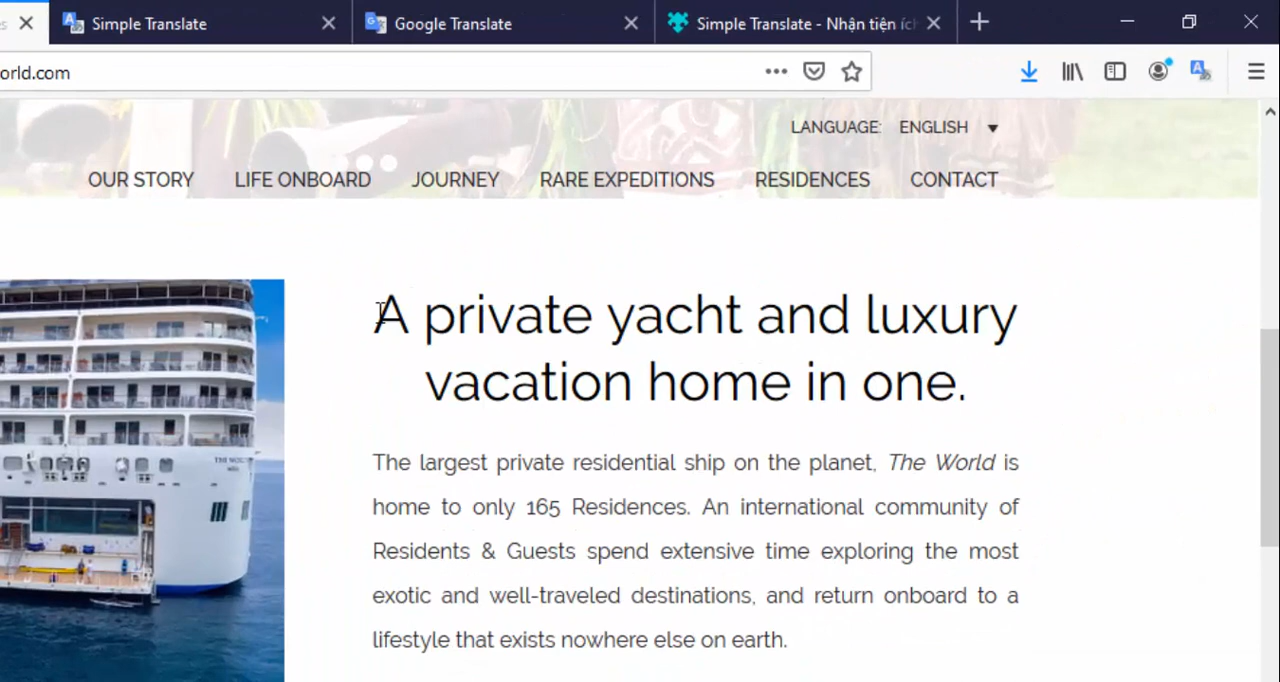 Simple Translate
Google Translate
Simple Translate - Nhận tiện ích
orld.com
LANGUAGE: ENGLISH
OUR STORY LIFE ONBOARD JOURNEY RARE EXPEDITIONS RESIDENCES CONTACT
A private yacht and luxury
vacation home in one.
The largest private residential ship on the planet, The World is
home to only 165 Residences. An international community of
Residents & Guests spend extensive time exploring the most
exotic and well-traveled destinations, and return onboard to a
lifestyle that exists nowhere else on earth.